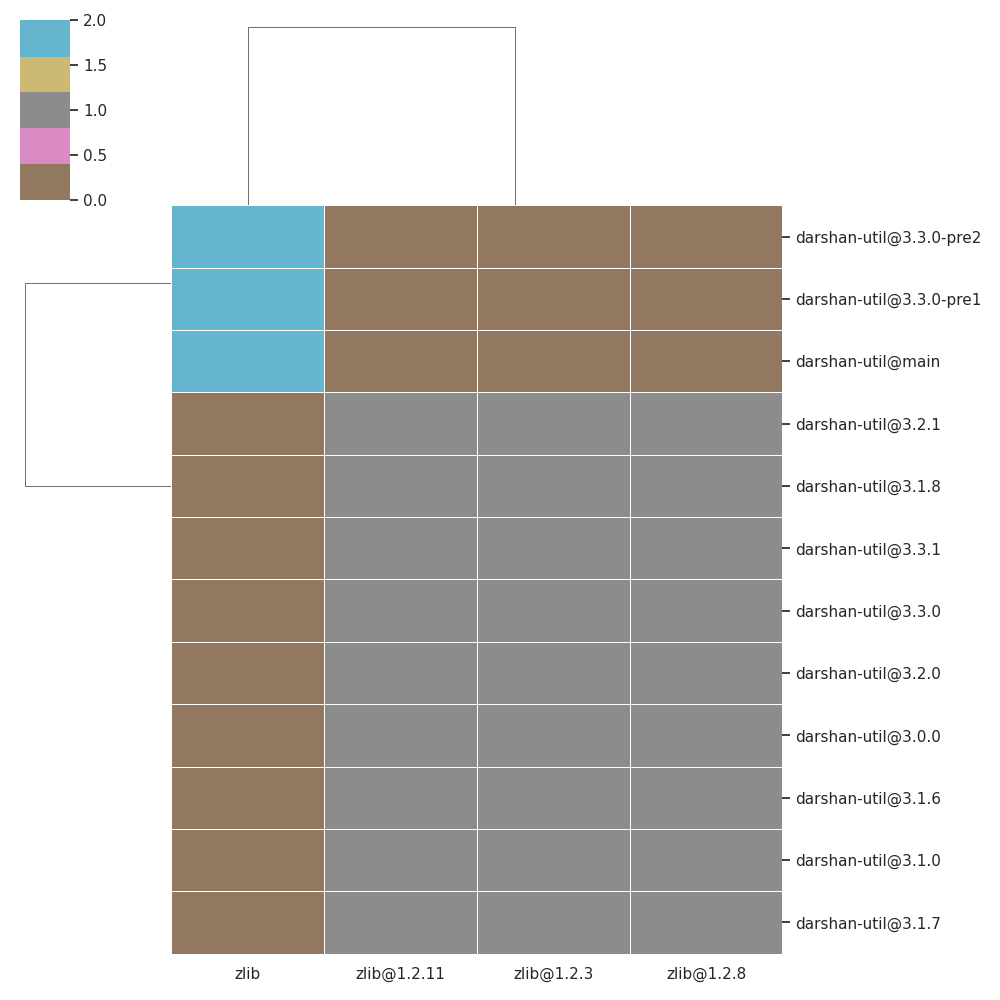 2.0
1.5
1.0
0.5
0.0
darshan-util@3.3.0-pre2
darshan-util@3.3.0-pre1
darshan-util@main
darshan-util@3.2.1
darshan-util@3.1.8
darshan-util@3.3.1
darshan-util@3.3.0
darshan-util@3.2.0
darshan-util@3.0.0
darshan-util@3.1.6
darshan-util@3.1.0
darshan-util@3.1.7
zlib zlib@1.2.11 zlib@1.2.3 zlib@1.2.8